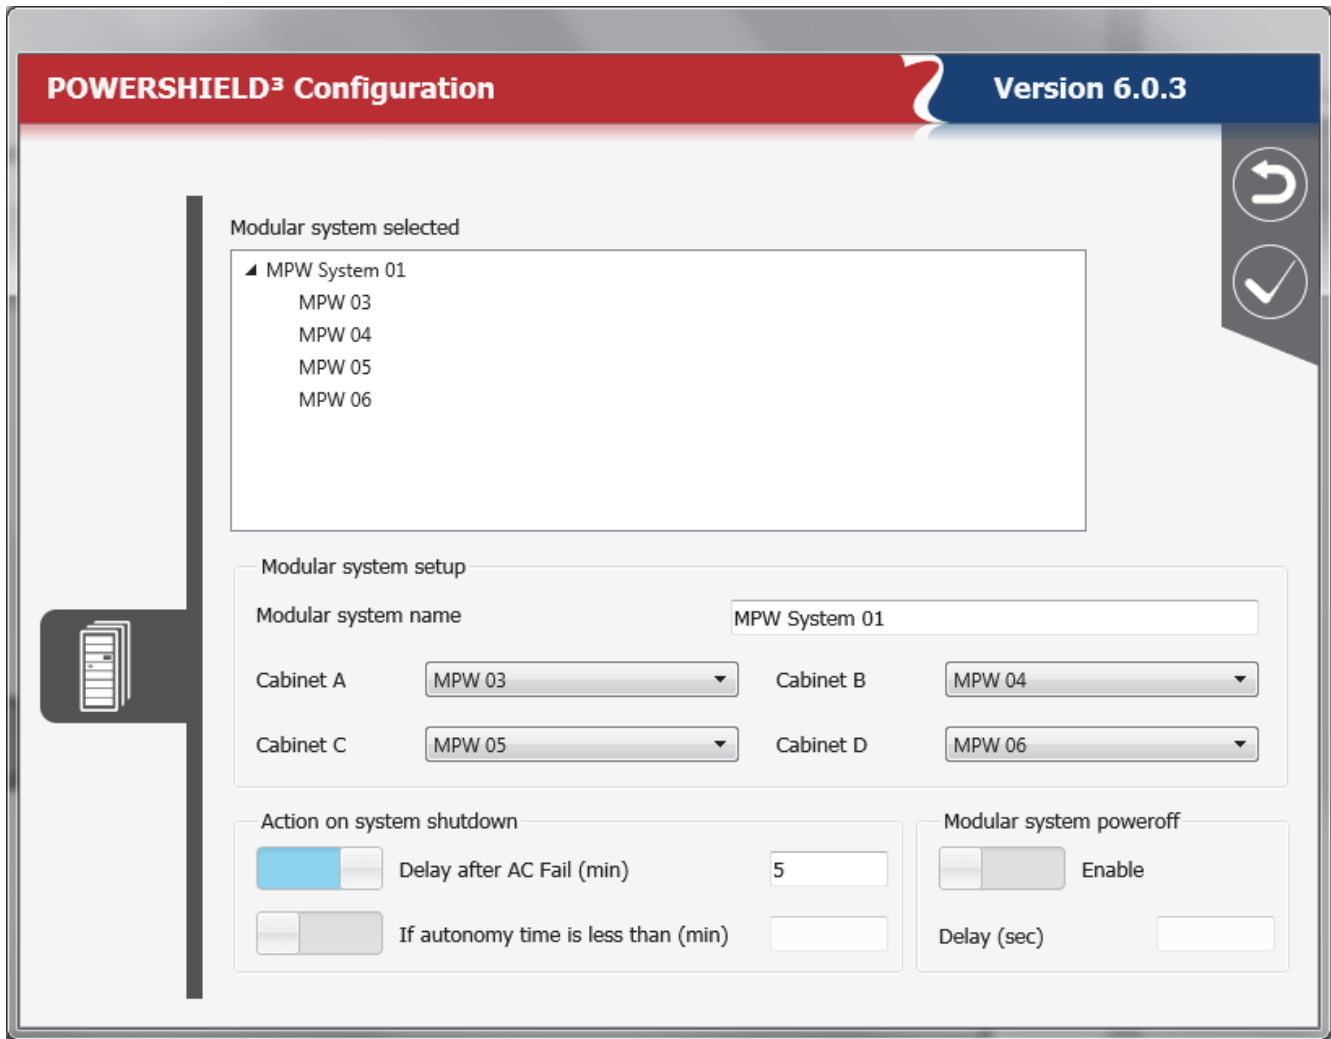 POWERSHIELD³ Configuration
Version 6.0.3
Modular system selected
MPW System 01
MPW 03
MPW 04
MPW 05
MPW 06
Modular system setup
Modular system name
MPW System 01
Cabinet A
MPW 03
Cabinet B
MPW 04
Cabinet C
MPW 05
Cabinet D
MPW 06
Action on system shutdown
Delay after AC Fail (min)
5
If autonomy time is less than (min)
Modular system poweroff
Enable
Delay (sec)